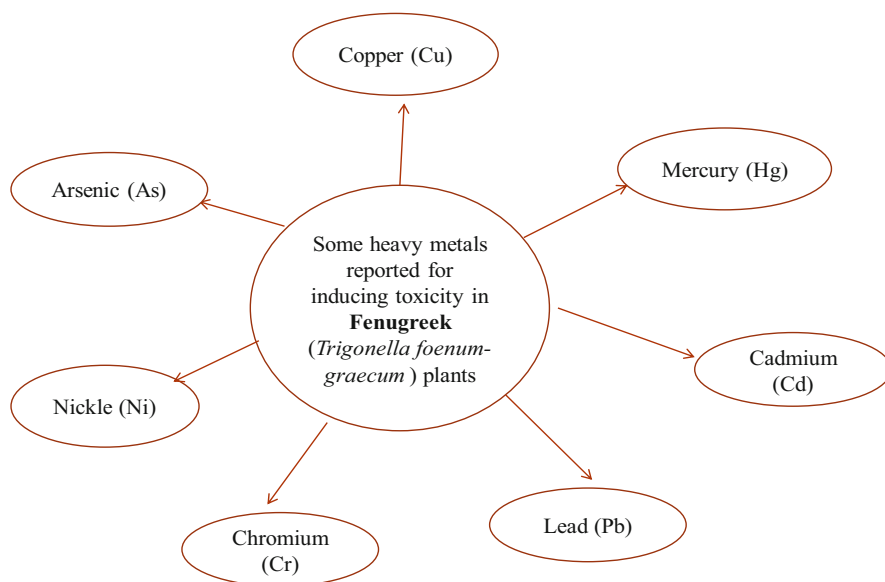 Copper (Cu)
Mercury (Hg)
Arsenic (As)
Some heavy metals
reported for
inducing toxicity in
Fenugreek
(Trigonella foenum-
graecum ) plants
Cadmium
(Cd)
Nickle (Ni)
Lead (Pb)
Chromium
(Cr)